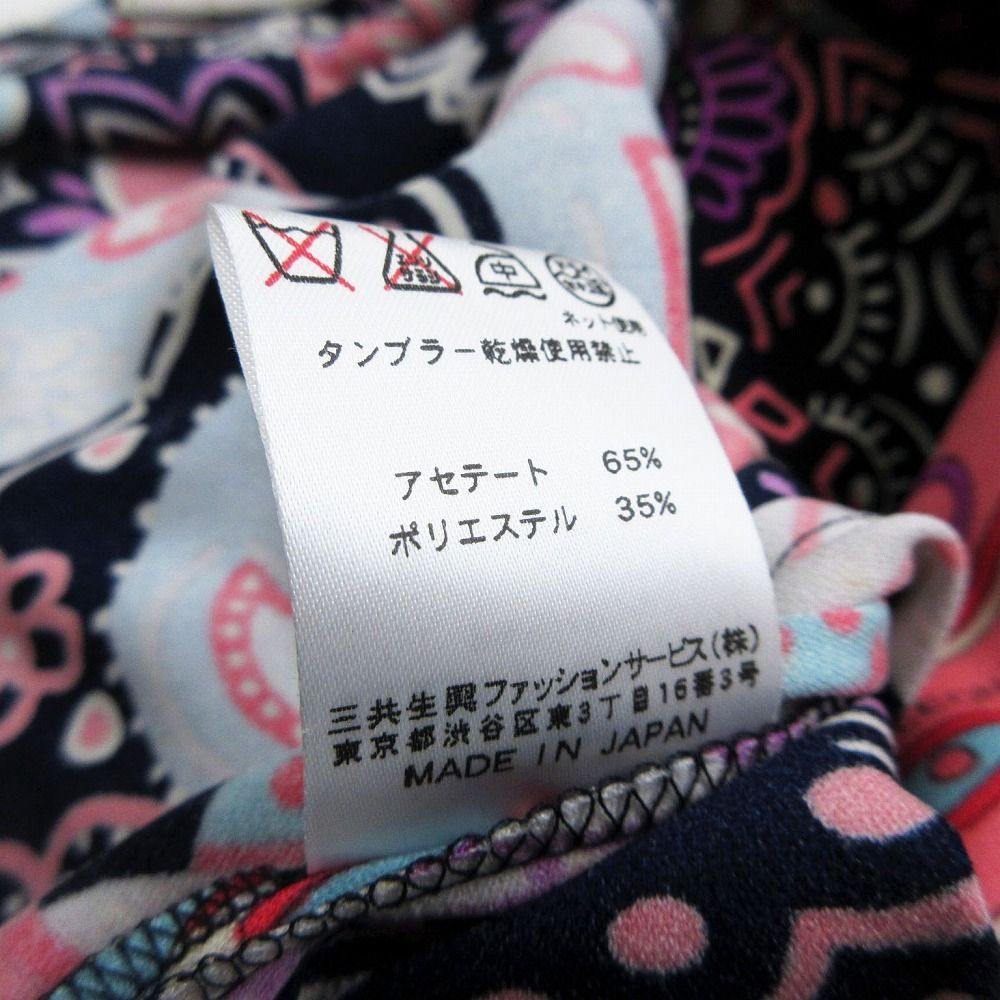 中
ネット使用
タンブラー乾燥使用禁止
アセテート 65%
ポリエステル 35%
三共生興ファッションサービス(株)
東京都渋谷区東3丁目16番3号
MADE IN JAPAN